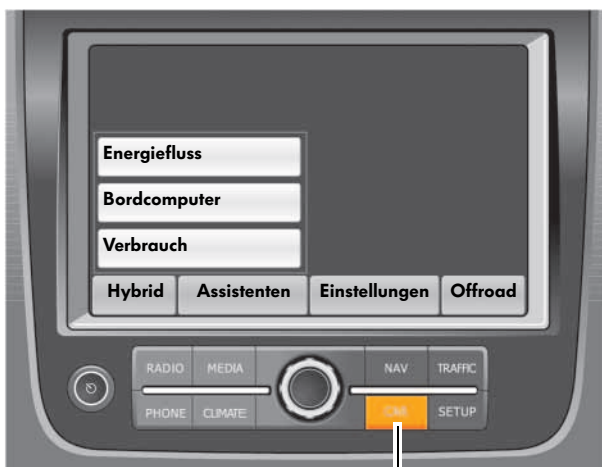 Energiefluss
Bordcomputer
Verbrauch
Hybrid Assistenten Einstellungen Offroad
RADIO MEDIA NAV TRAFFIC
PHONE CLIMATE SETUP